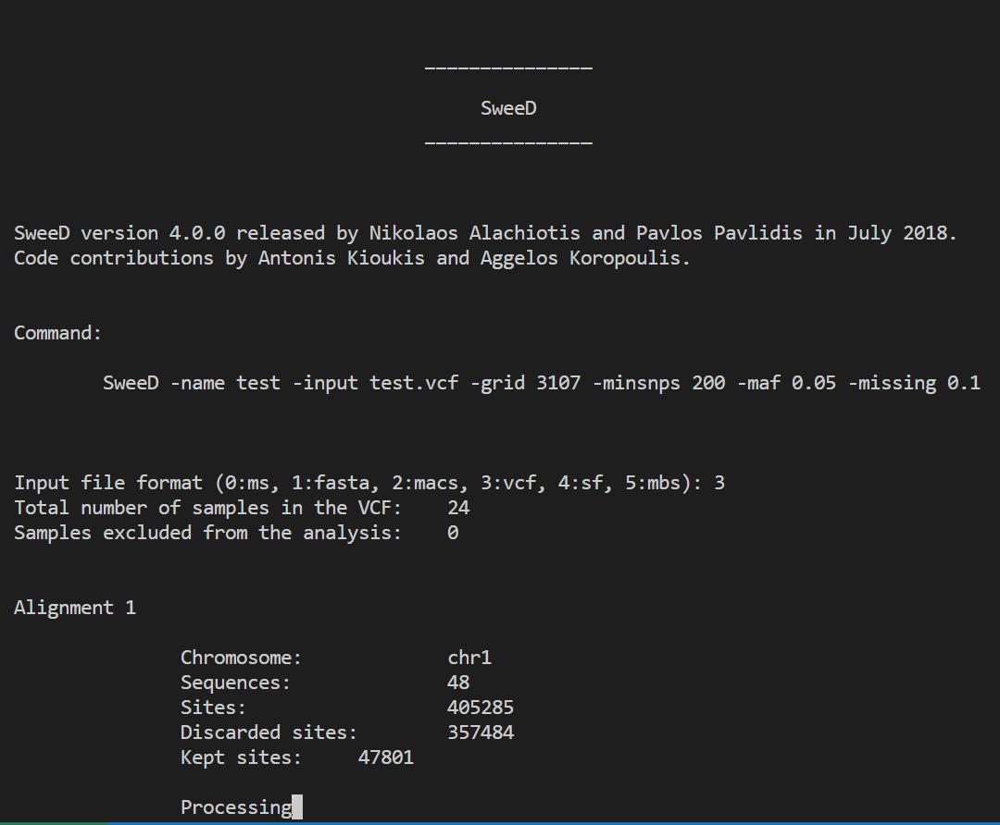 _______________
SweeD
_______________
SweeD version 4.0.0 released by Nikolaos Alachiotis and Pavlos Pavlidis in July 2018.
Code contributions by Antonis Kioukis and Aggelos Koropoulis.
Command:
SweeD -name test -input test.vcf -grid 3107 -minsnps 200 -maf 0.05 -missing 0.1
Input file format (0:ms, 1:fasta, 2:macs, 3:vcf, 4:sf, 5:mbs): 3
Total number of samples in the VCF: 24
Samples excluded from the analysis: 0
Alignment 1
Chromosome: chr1
Sequences: 48
Sites: 405285
Discarded sites: 357484
Kept sites: 47801
Processing